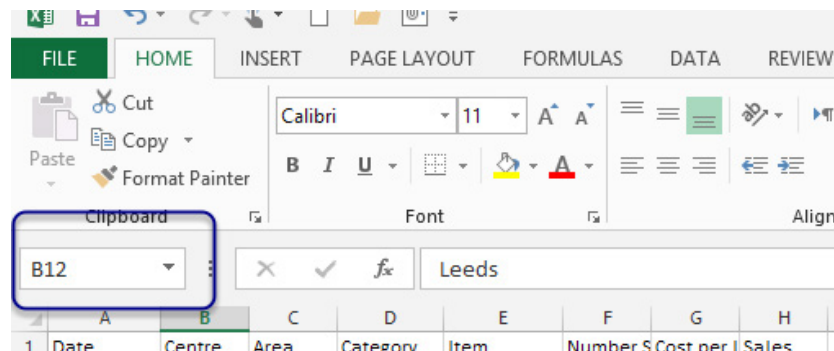 FILE HOME INSERT PAGE LAYOUT FORMULAS DATA REVIEW
Cut
Calibri 11 A A
Copy
Paste
Format Painter
B I U A
Clipboard Font Align
B12 fx Leeds
A B C D E F G H
1 Date Centre Area Category Item Number S Cost per Sales